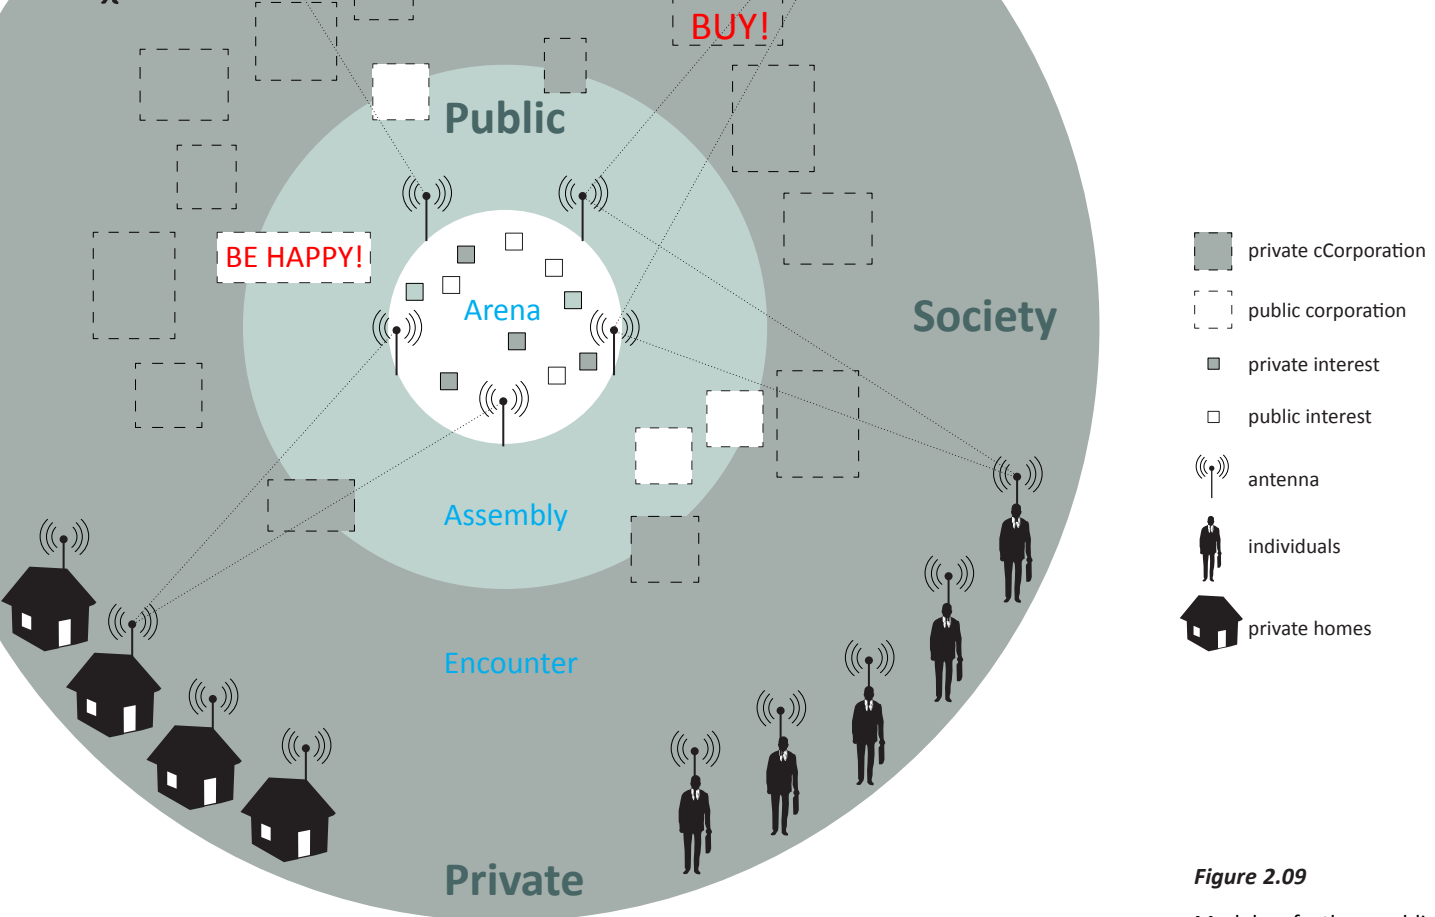 BUY!
Public
BE HAPPY!
Arena
Society
Assembly
Encounter
Private
private cCorporation
public corporation
private interest
public interest
antenna
individuals
private homes
Figure 2.09